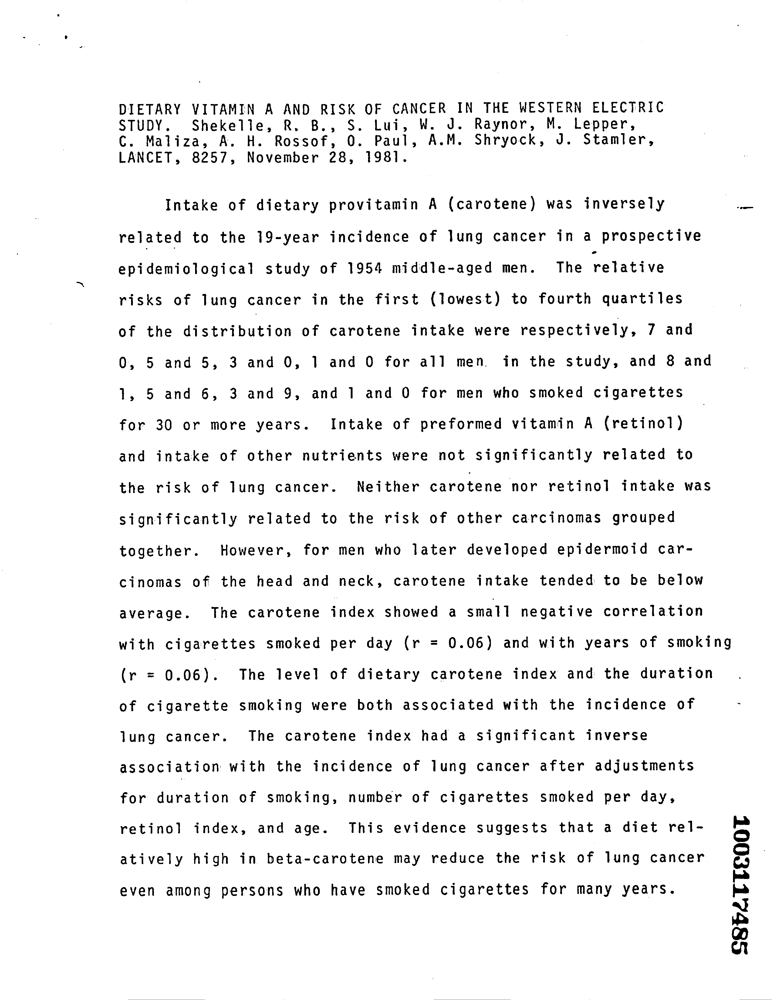 DIETARY VITAMIN A AND RISK OF CANCER IN THE WESTERN ELECTRIC
STUDY. Shekelle, R. B., S. Lui, W. J. Raynor, M. Lepper,
C. Maliza, A. H. Rossof, O. Paul, A.M. Shryock, J. Stamler,
LANCET, 8257, November 28, 1981.
Intake of dietary provitamin A (carotene) was inversely
related to the 19-year incidence of lung cancer in a prospective
epidemiological study of 1954 middle-aged men. The relative
risks of lung cancer in the first (lowest) to fourth quartiles
of the distribution of carotene intake were respectively, 7 and
0, 5 and 5, 3 and 0, 1 and 0 for all men in the study, and 8 and
1, 5 and 6, 3 and 9, and 1 and 0 for men who smoked cigarettes
for 30 or more years. Intake of preformed vitamin A (retinol)
and intake of other nutrients were not significantly related to
the risk of lung cancer. Neither carotene nor retinol intake was
significantly related to the risk of other carcinomas grouped
together. However, for men who later developed epidermoid car-
cinomas of the head and neck, carotene intake tended to be below
average. The carotene index showed a small negative correlation
with cigarettes smoked per day (r = 0.06) and with years of smoking
(r = 0.06). The level of dietary carotene index and the duration
of cigarette smoking were both associated with the incidence of
lung cancer. The carotene index had a significant inverse
association with the incidence of lung cancer after adjustments
for duration of smoking, number of cigarettes smoked per day,
retinol index, and age. This evidence suggests that a diet rel-
atively high in beta-carotene may reduce the risk of lung cancer
even among persons who have smoked cigarettes for many years.
1003117485